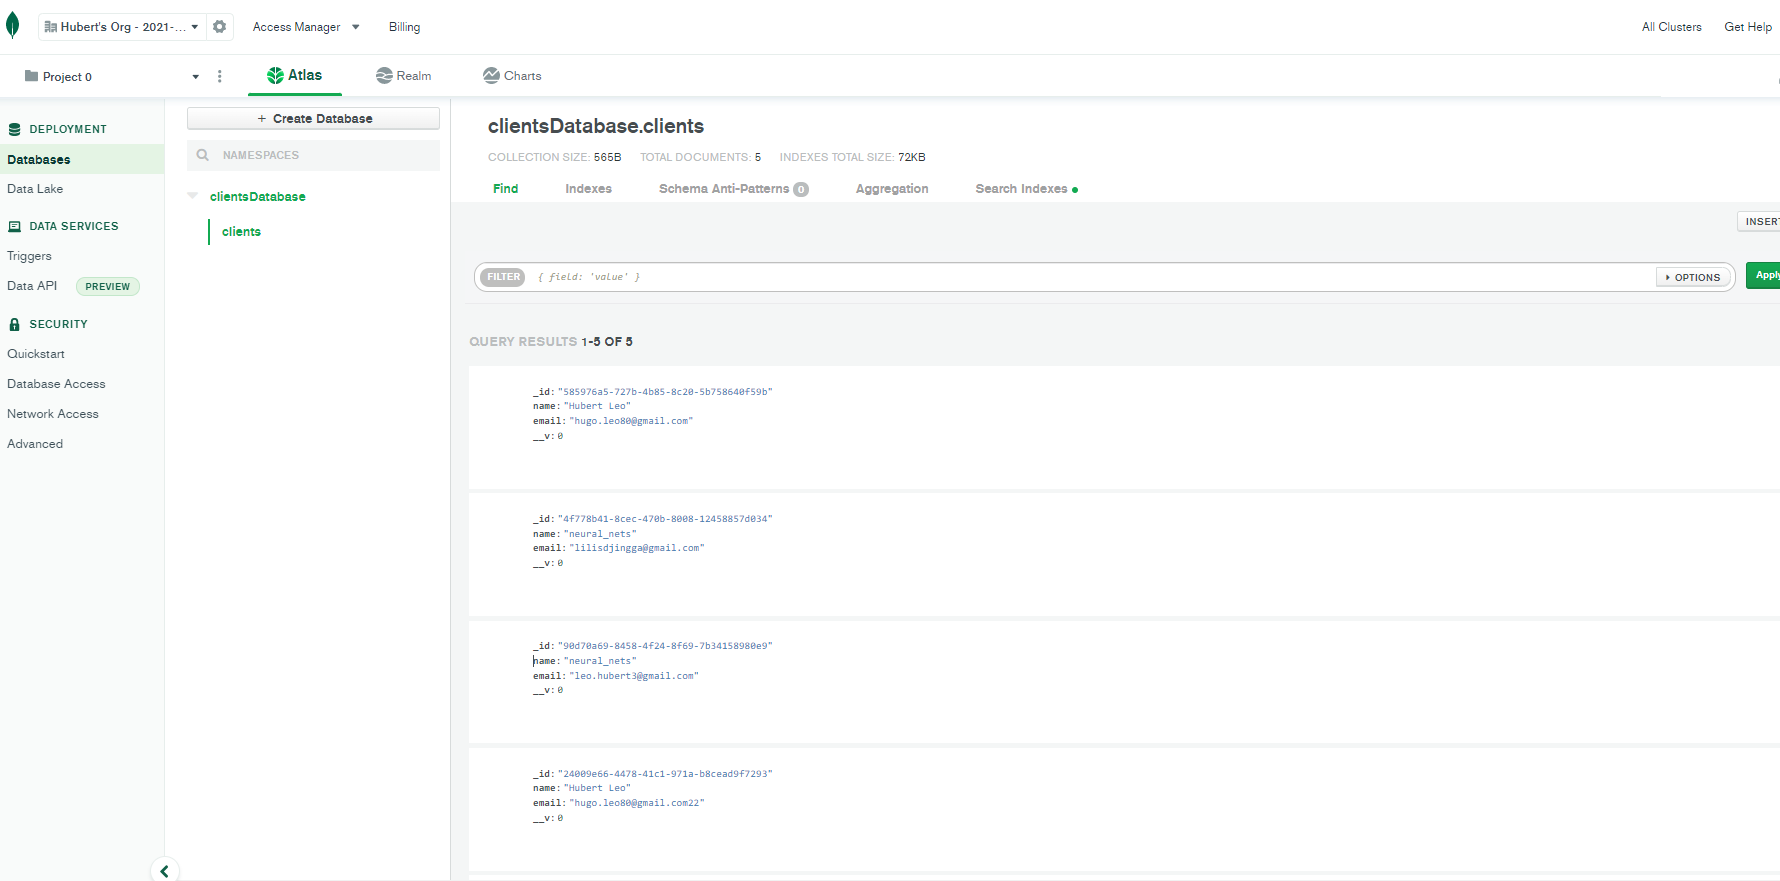 Hubert's Org - 2021-...
Access Manager
Billing
All Clusters
Get Help
Project 0
Atlas
Realm
Charts
DEPLOYMENT
Databases
Data Lake
DATA SERVICES
Triggers
Data API PREVIEW
SECURITY
Quickstart
Database Access
Network Access
Advanced
+ Create Database
NAMESPACES
clientsDatabase
clients
clientsDatabase.clients
COLLECTION SIZE: 565B TOTAL DOCUMENTS: 5 INDEXES TOTAL SIZE: 72KB
Find Indexes Schema Anti-Patterns 0 Aggregation Search Indexes
INSERT
FILTER { field: 'value' } OPTIONS Apply
QUERY RESULTS 1-5 OF 5
_id:"585976a5-727b-4b85-8c20-5b758640f59b"
name:"Hubert Leo"
email:"hugo.leo80@gmail.com"
__v:0
_id:"4f778b41-8cec-470b-8008-12458857d034"
name:"neural_nets"
email:"lilisdjingga@gmail.com"
__v:0
_id:"90d70a69-8458-4f24-8f69-7b34158980e9"
name:"neural_nets"
email:"leo.hubert3@gmail.com"
__v:0
_id:"24009e66-4478-41c1-971a-b8cead9f7293"
name:"Hubert Leo"
email:"hugo.leo80@gmail.com22"
__v:0